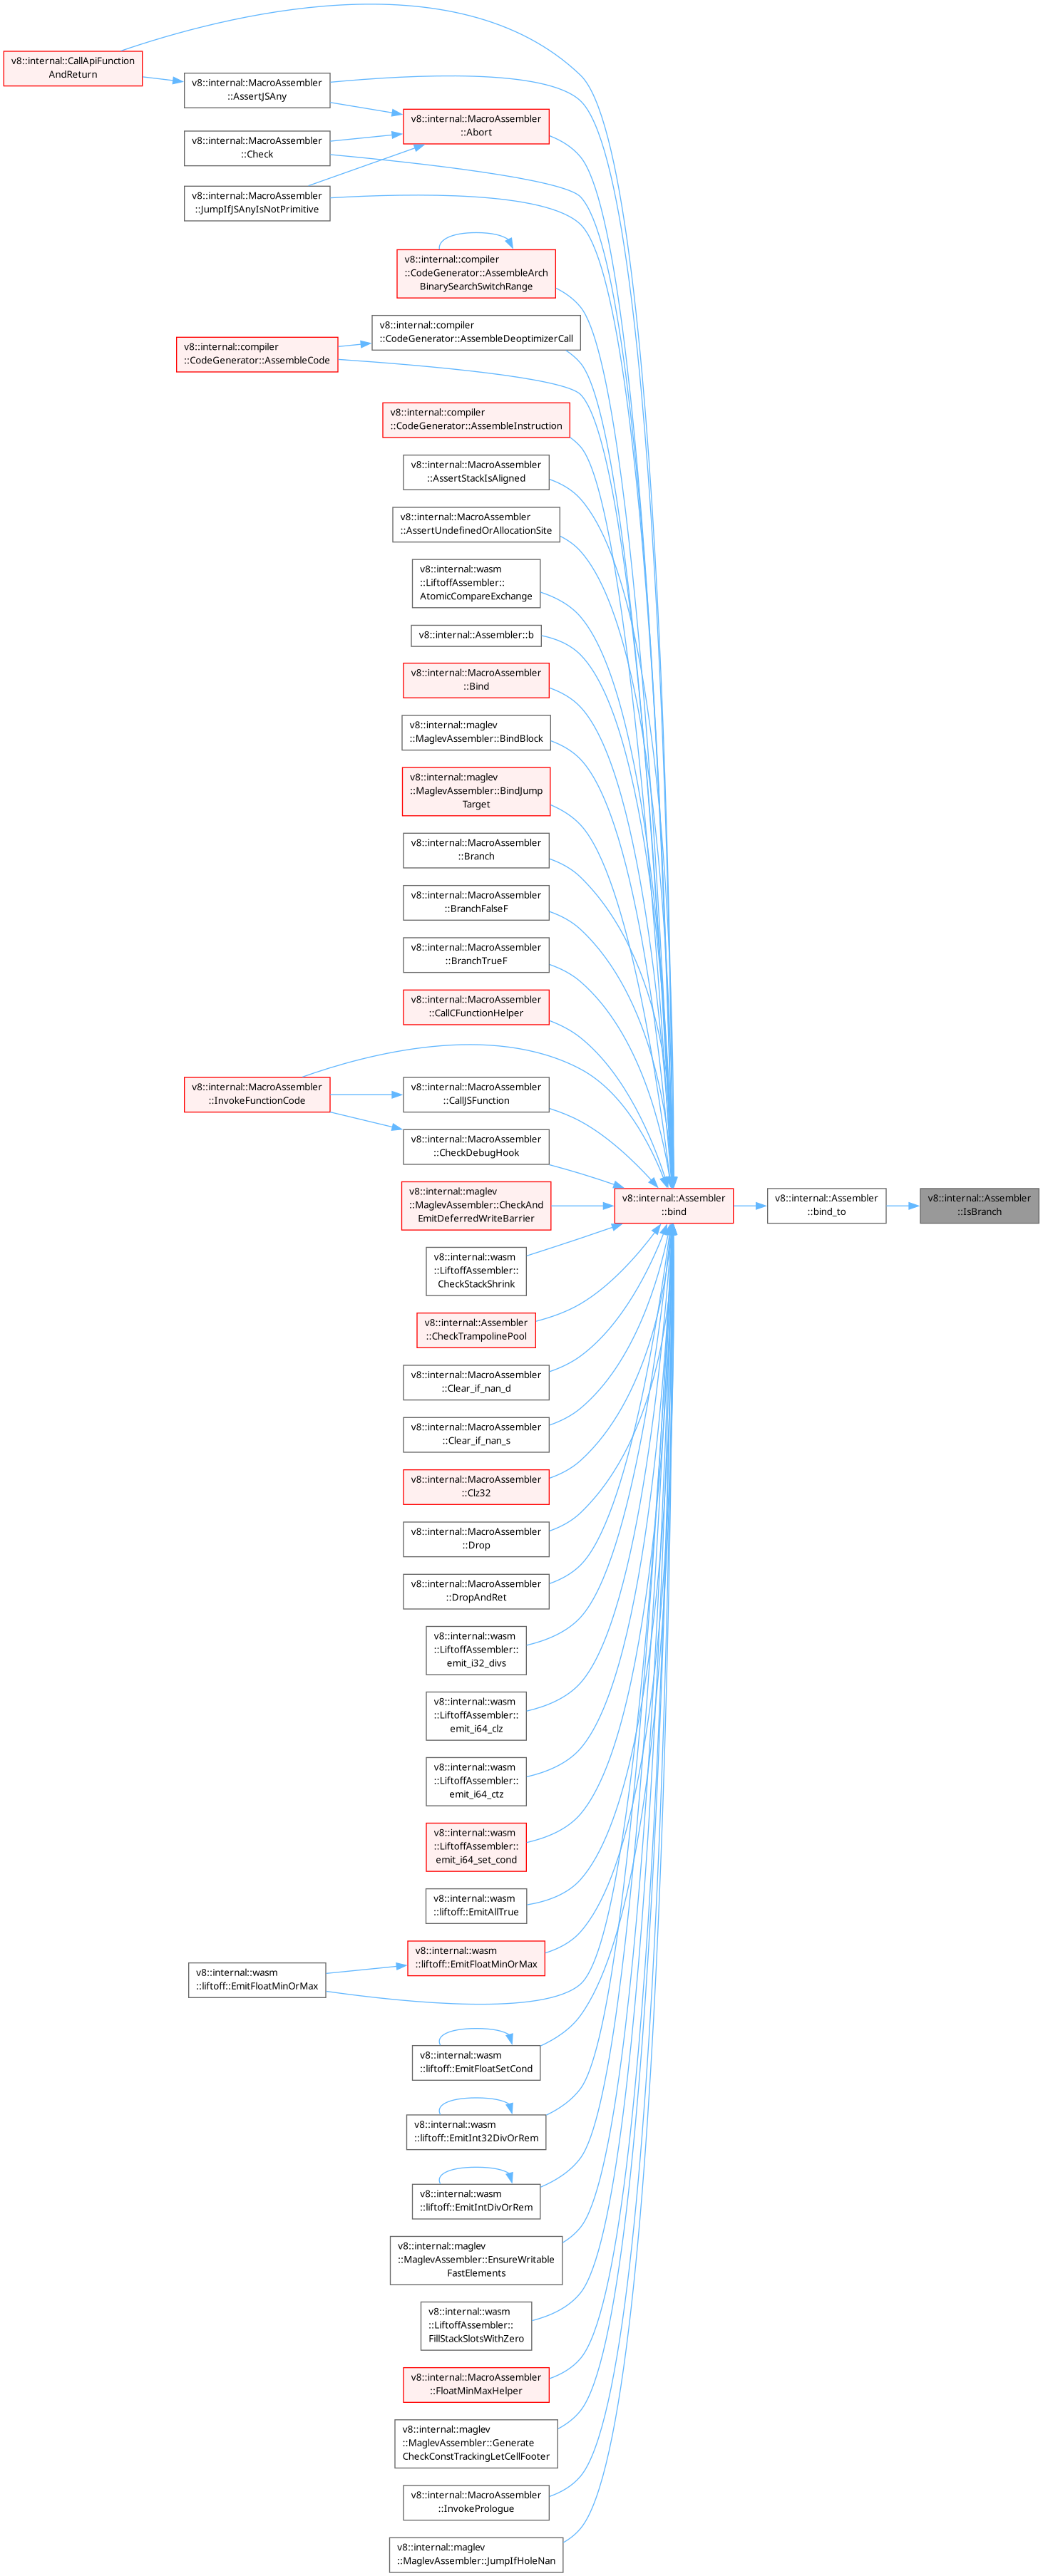 v8::internal::CallApiFunction
AndReturn
v8::internal::MacroAssembler
::AssertJSAny
v8::internal::MacroAssembler
::Abort
v8::internal::MacroAssembler
::Check
v8::internal::MacroAssembler
::JumpIfJSAnyIsNotPrimitive
v8::internal::compiler
::CodeGenerator::AssembleArch
BinarySearchSwitchRange
v8::internal::compiler
::CodeGenerator::AssembleDeoptimizerCall
v8::internal::compiler
::CodeGenerator::AssembleCode
v8::internal::compiler
::CodeGenerator::AssembleInstruction
v8::internal::MacroAssembler
::AssertStackIsAligned
v8::internal::MacroAssembler
::AssertUndefinedOrAllocationSite
v8::internal::wasm
::LiftoffAssembler::
AtomicCompareExchange
v8::internal::Assembler::b
v8::internal::MacroAssembler
::Bind
v8::internal::maglev
::MaglevAssembler::BindBlock
v8::internal::maglev
::MaglevAssembler::BindJump
Target
v8::internal::MacroAssembler
::Branch
v8::internal::MacroAssembler
::BranchFalseF
v8::internal::MacroAssembler
::BranchTrueF
v8::internal::MacroAssembler
::CallCFunctionHelper
v8::internal::MacroAssembler
::InvokeFunctionCode
v8::internal::MacroAssembler
::CallJSFunction
v8::internal::MacroAssembler
::CheckDebugHook
v8::internal::maglev
::MaglevAssembler::CheckAnd
EmitDeferredWriteBarrier
v8::internal::Assembler
::bind
v8::internal::Assembler
::bind_to
v8::internal::Assembler
::IsBranch
v8::internal::wasm
::LiftoffAssembler::
CheckStackShrink
v8::internal::Assembler
::CheckTrampolinePool
v8::internal::MacroAssembler
::Clear_if_nan_d
v8::internal::MacroAssembler
::Clear_if_nan_s
v8::internal::MacroAssembler
::Clz32
v8::internal::MacroAssembler
::Drop
v8::internal::MacroAssembler
::DropAndRet
v8::internal::wasm
::LiftoffAssembler::
emit_i32_divs
v8::internal::wasm
::LiftoffAssembler::
emit_i64_clz
v8::internal::wasm
::LiftoffAssembler::
emit_i64_ctz
v8::internal::wasm
::LiftoffAssembler::
emit_i64_set_cond
v8::internal::wasm
::liftoff::EmitAllTrue
v8::internal::wasm
::liftoff::EmitFloatMinOrMax
v8::internal::wasm
::liftoff::EmitFloatMinOrMax
v8::internal::wasm
::liftoff::EmitFloatSetCond
v8::internal::wasm
::liftoff::EmitInt32DivOrRem
v8::internal::wasm
::liftoff::EmitIntDivOrRem
v8::internal::maglev
::MaglevAssembler::EnsureWritable
FastElements
v8::internal::wasm
::LiftoffAssembler::
FillStackSlotsWithZero
v8::internal::MacroAssembler
::FloatMinMaxHelper
v8::internal::maglev
::MaglevAssembler::Generate
CheckConstTrackingLetCellFooter
v8::internal::MacroAssembler
::InvokePrologue
v8::internal::maglev
::MaglevAssembler::JumpIfHoleNan